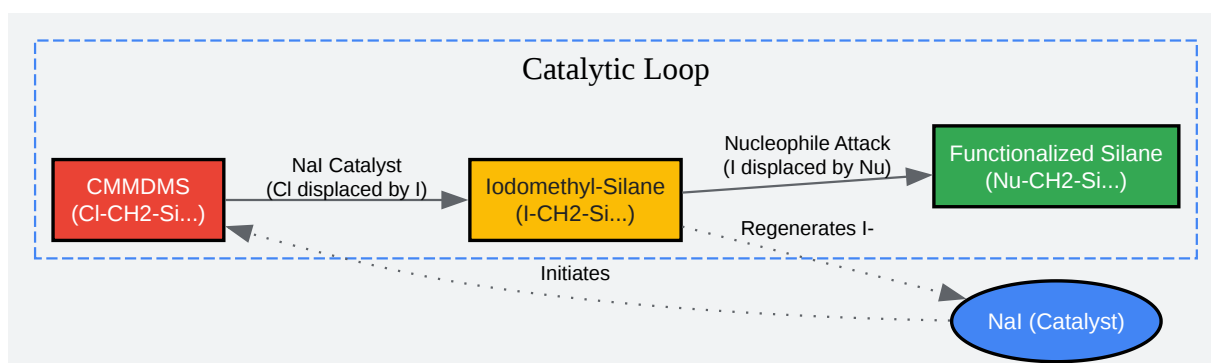 Catalytic Loop
CMMDMS
(Cl-CH2-Si...)
NaI Catalyst
(Cl displaced by I)
Iodomethyl-Silane
(I-CH2-Si...)
Nucleophile Attack
(I displaced by Nu)
Functionalized Silane
(Nu-CH2-Si...)
Regenerates I-
Initiates
NaI (Catalyst)